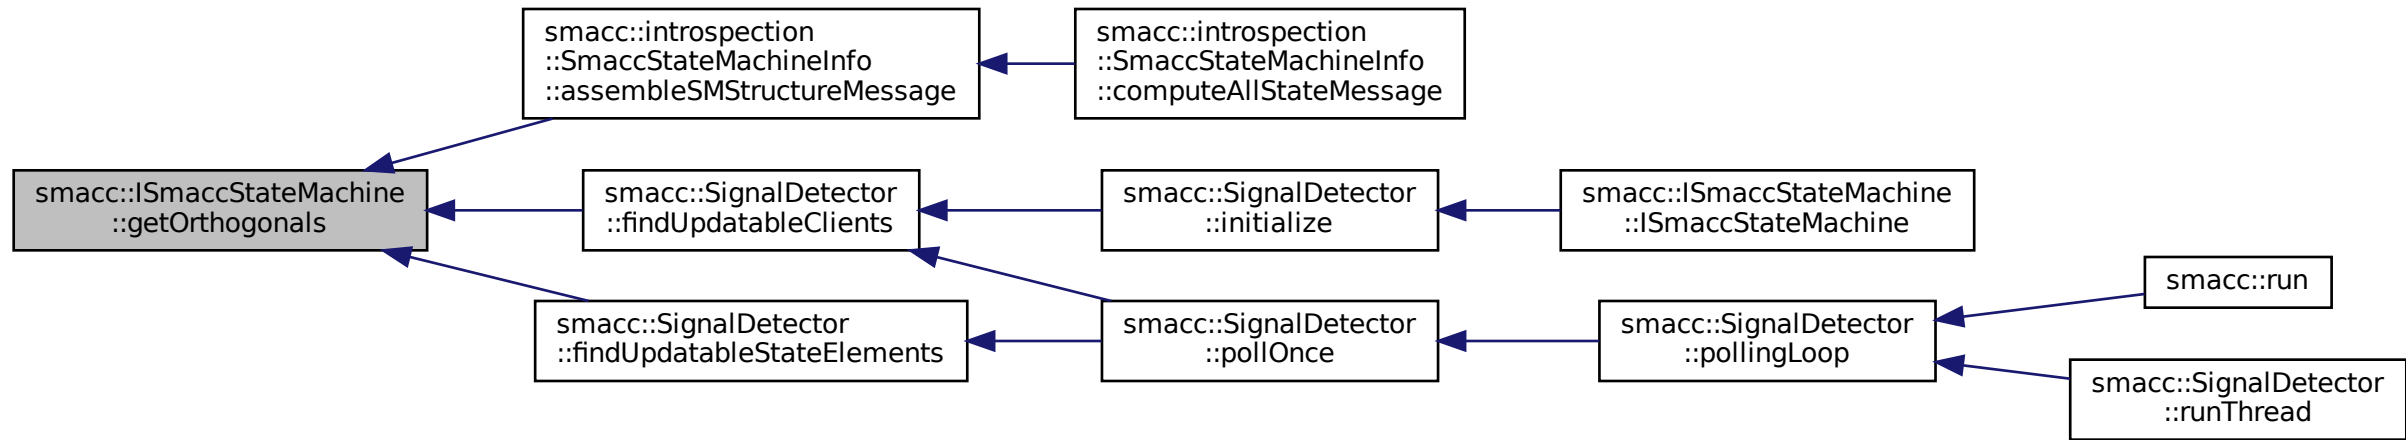 smacc::introspection
::SmaccStateMachineInfo
::assembleSMStructureMessage
smacc::introspection
::SmaccStateMachineInfo
::computeAllStateMessage
smacc::ISmaccStateMachine
::getOrthogonals
smacc::SignalDetector
::findUpdatableClients
smacc::SignalDetector
::initialize
smacc::ISmaccStateMachine
::ISmaccStateMachine
smacc::SignalDetector
::findUpdatableStateElements
smacc::SignalDetector
::pollOnce
smacc::SignalDetector
::pollingLoop
smacc::run
smacc::SignalDetector
::runThread